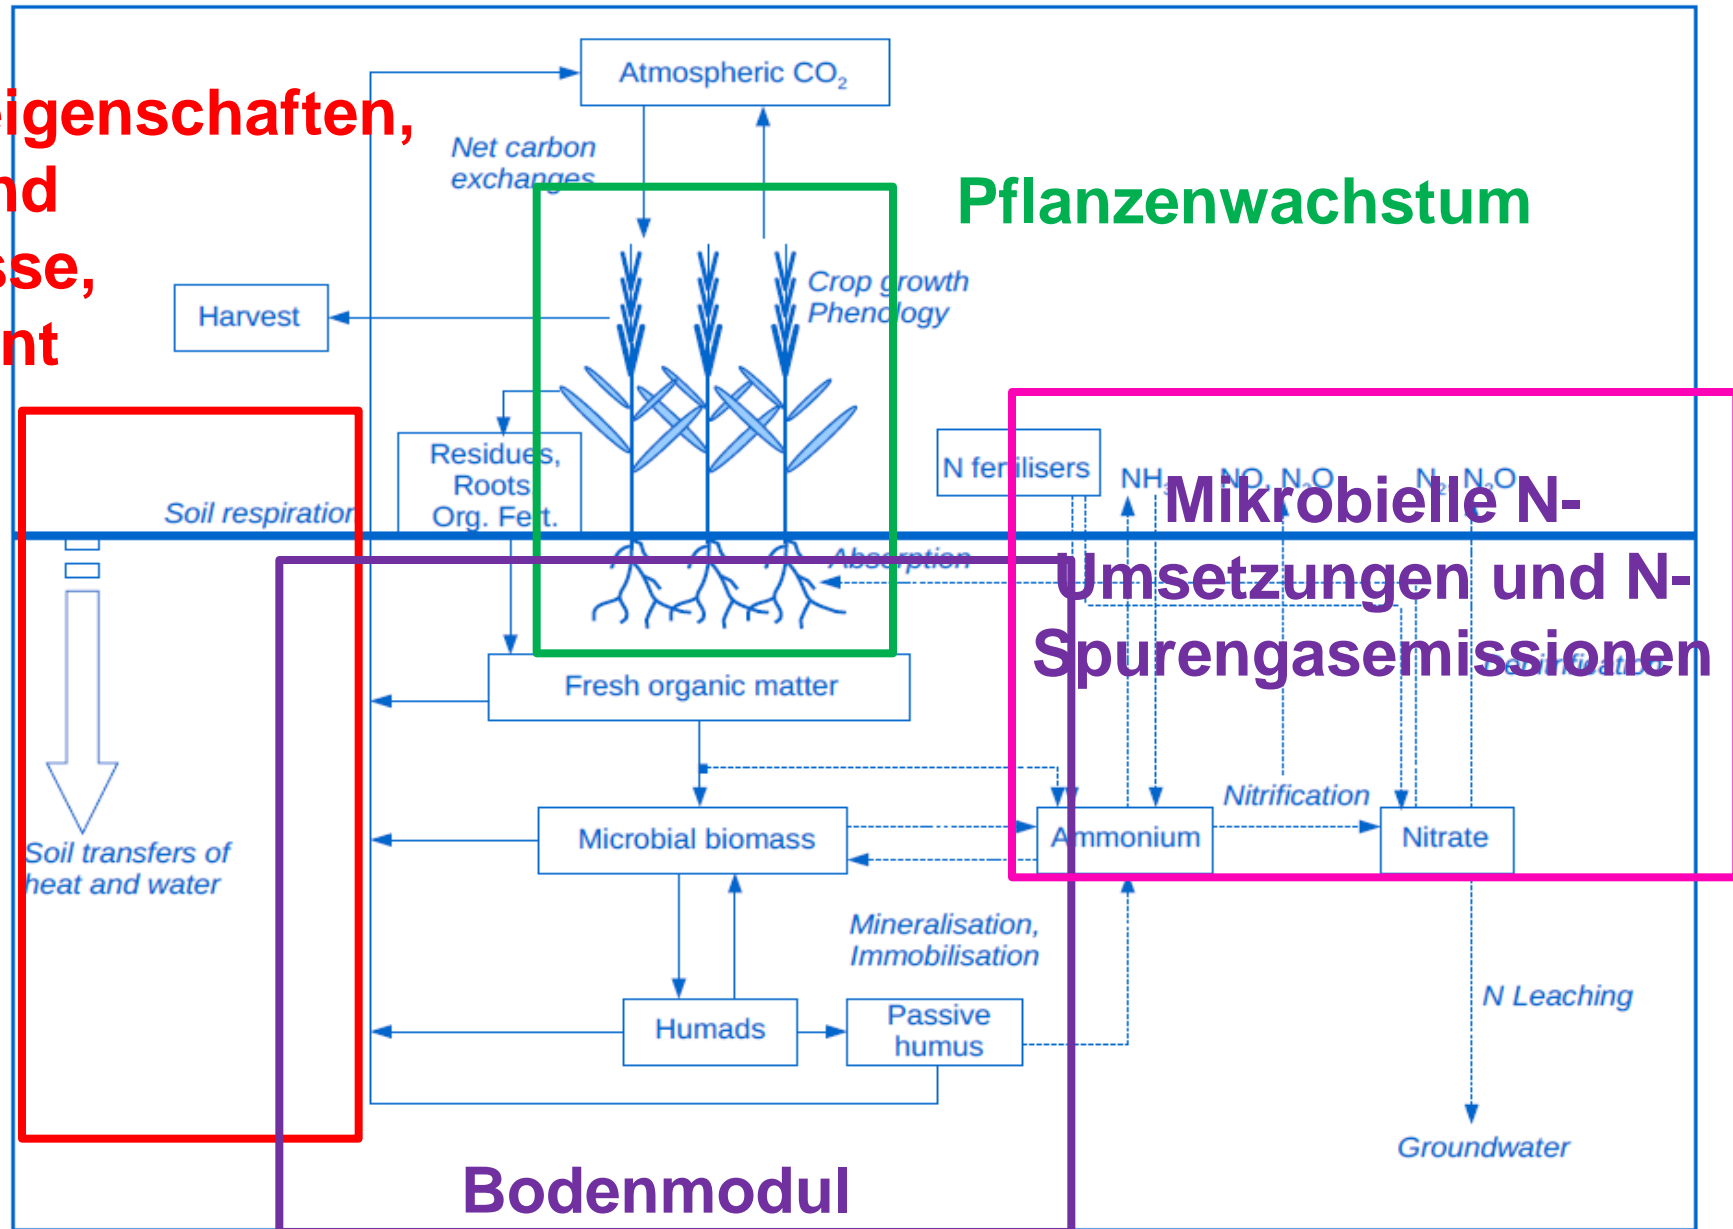 Atmospheric CO₂
eigenschaften,
nd
sse,
nt
Net carbon
exchanges
Pflanzenwachstum
Harvest
Crop growth
Phenology
Residues,
Roots,
Org. Fert.
Soil respiration
N fertilisers
NH₃
NO, N₂O
N₂, N₂O
Mikrobielle N-
Umsetzungen und N-
Spurengasemissionen
Absorption
Denitrification
Fresh organic matter
Nitrification
Microbial biomass
Ammonium
Nitrate
Soil transfers of
heat and water
Mineralisation,
Immobilisation
Humads
Passive
humus
N Leaching
Groundwater
Bodenmodul